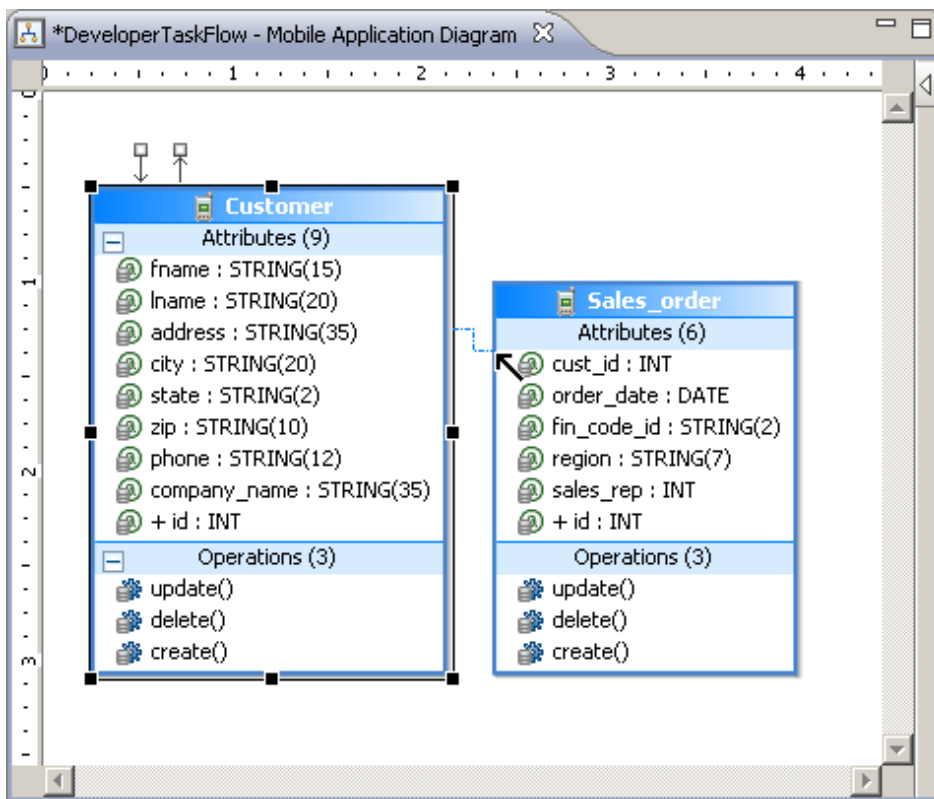 *DeveloperTaskFlow - Mobile Application Diagram
0 1 2 3 4
0
1
2
3
Customer
Attributes (9)
fname : STRING(15)
lname : STRING(20)
address : STRING(35)
city : STRING(20)
state : STRING(2)
zip : STRING(10)
phone : STRING(12)
company_name : STRING(35)
+ id : INT
Operations (3)
update()
delete()
create()
Sales_order
Attributes (6)
cust_id : INT
order_date : DATE
fin_code_id : STRING(2)
region : STRING(7)
sales_rep : INT
+ id : INT
Operations (3)
update()
delete()
create()